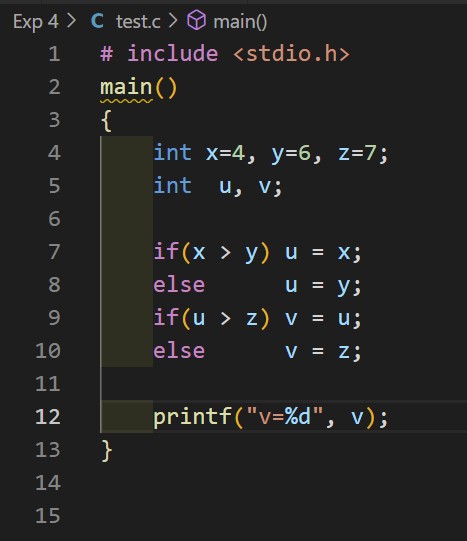 Exp 4 > C test.c > main()
1 # include <stdio.h>
2 main()
3 {
4 int x=4, y=6, z=7;
5 int  u, v;
6
7 if(x > y) u = x;
8 else      u = y;
9 if(u > z) v = u;
10 else      v = z;
11
12 printf("v=%d", v);
13 }
14
15